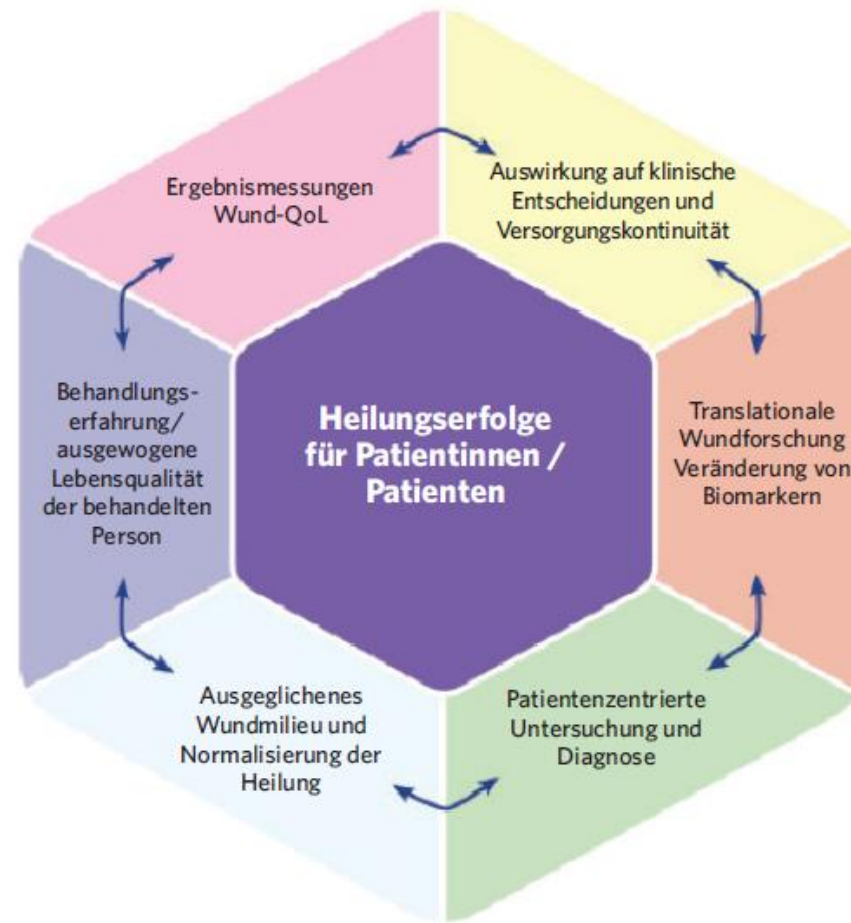 Ergebnismessungen
Wund-QoL
Auswirkung auf klinische
Entscheidungen und
Versorgungskontinuität
Behandlungs-
erfahrung/
ausgewogene
Lebensqualität
der behandelten
Person
Heilungserfolge
für Patientinnen /
Patienten
Translationale
Wundforschung
Veränderung von
Biomarkern
Ausgeglichenes
Wundmilieu und
Normalisierung der
Heilung
Patientenzentrierte
Untersuchung und
Diagnose